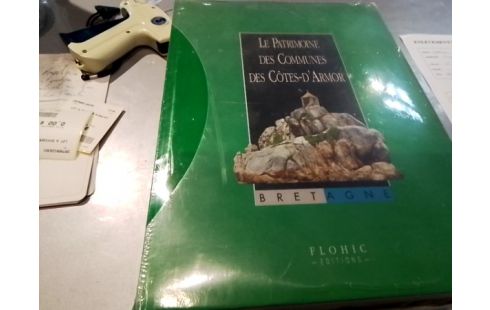 LE PATRIMOINE
DES COMMUNES
DES CÔTES-D'ARMOR
BRETAGNE
FLOHIC
EDITIONS